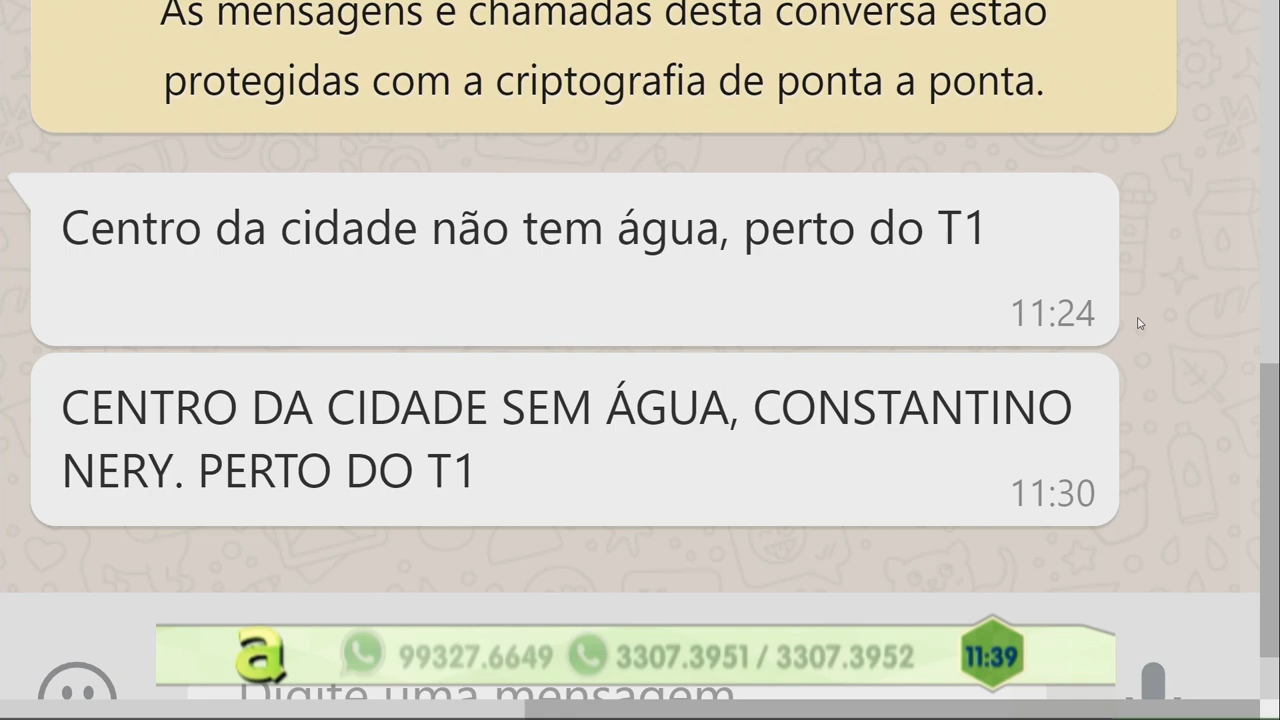 As mensagens e chamadas desta conversa estão
protegidas com a criptografia de ponta a ponta.
Centro da cidade não tem água, perto do T1
11:24
CENTRO DA CIDADE SEM ÁGUA, CONSTANTINO
NERY. PERTO DO T1
11:30
a 99327.6649 3307.3951 / 3307.3952 11:39
Digite uma mensagem